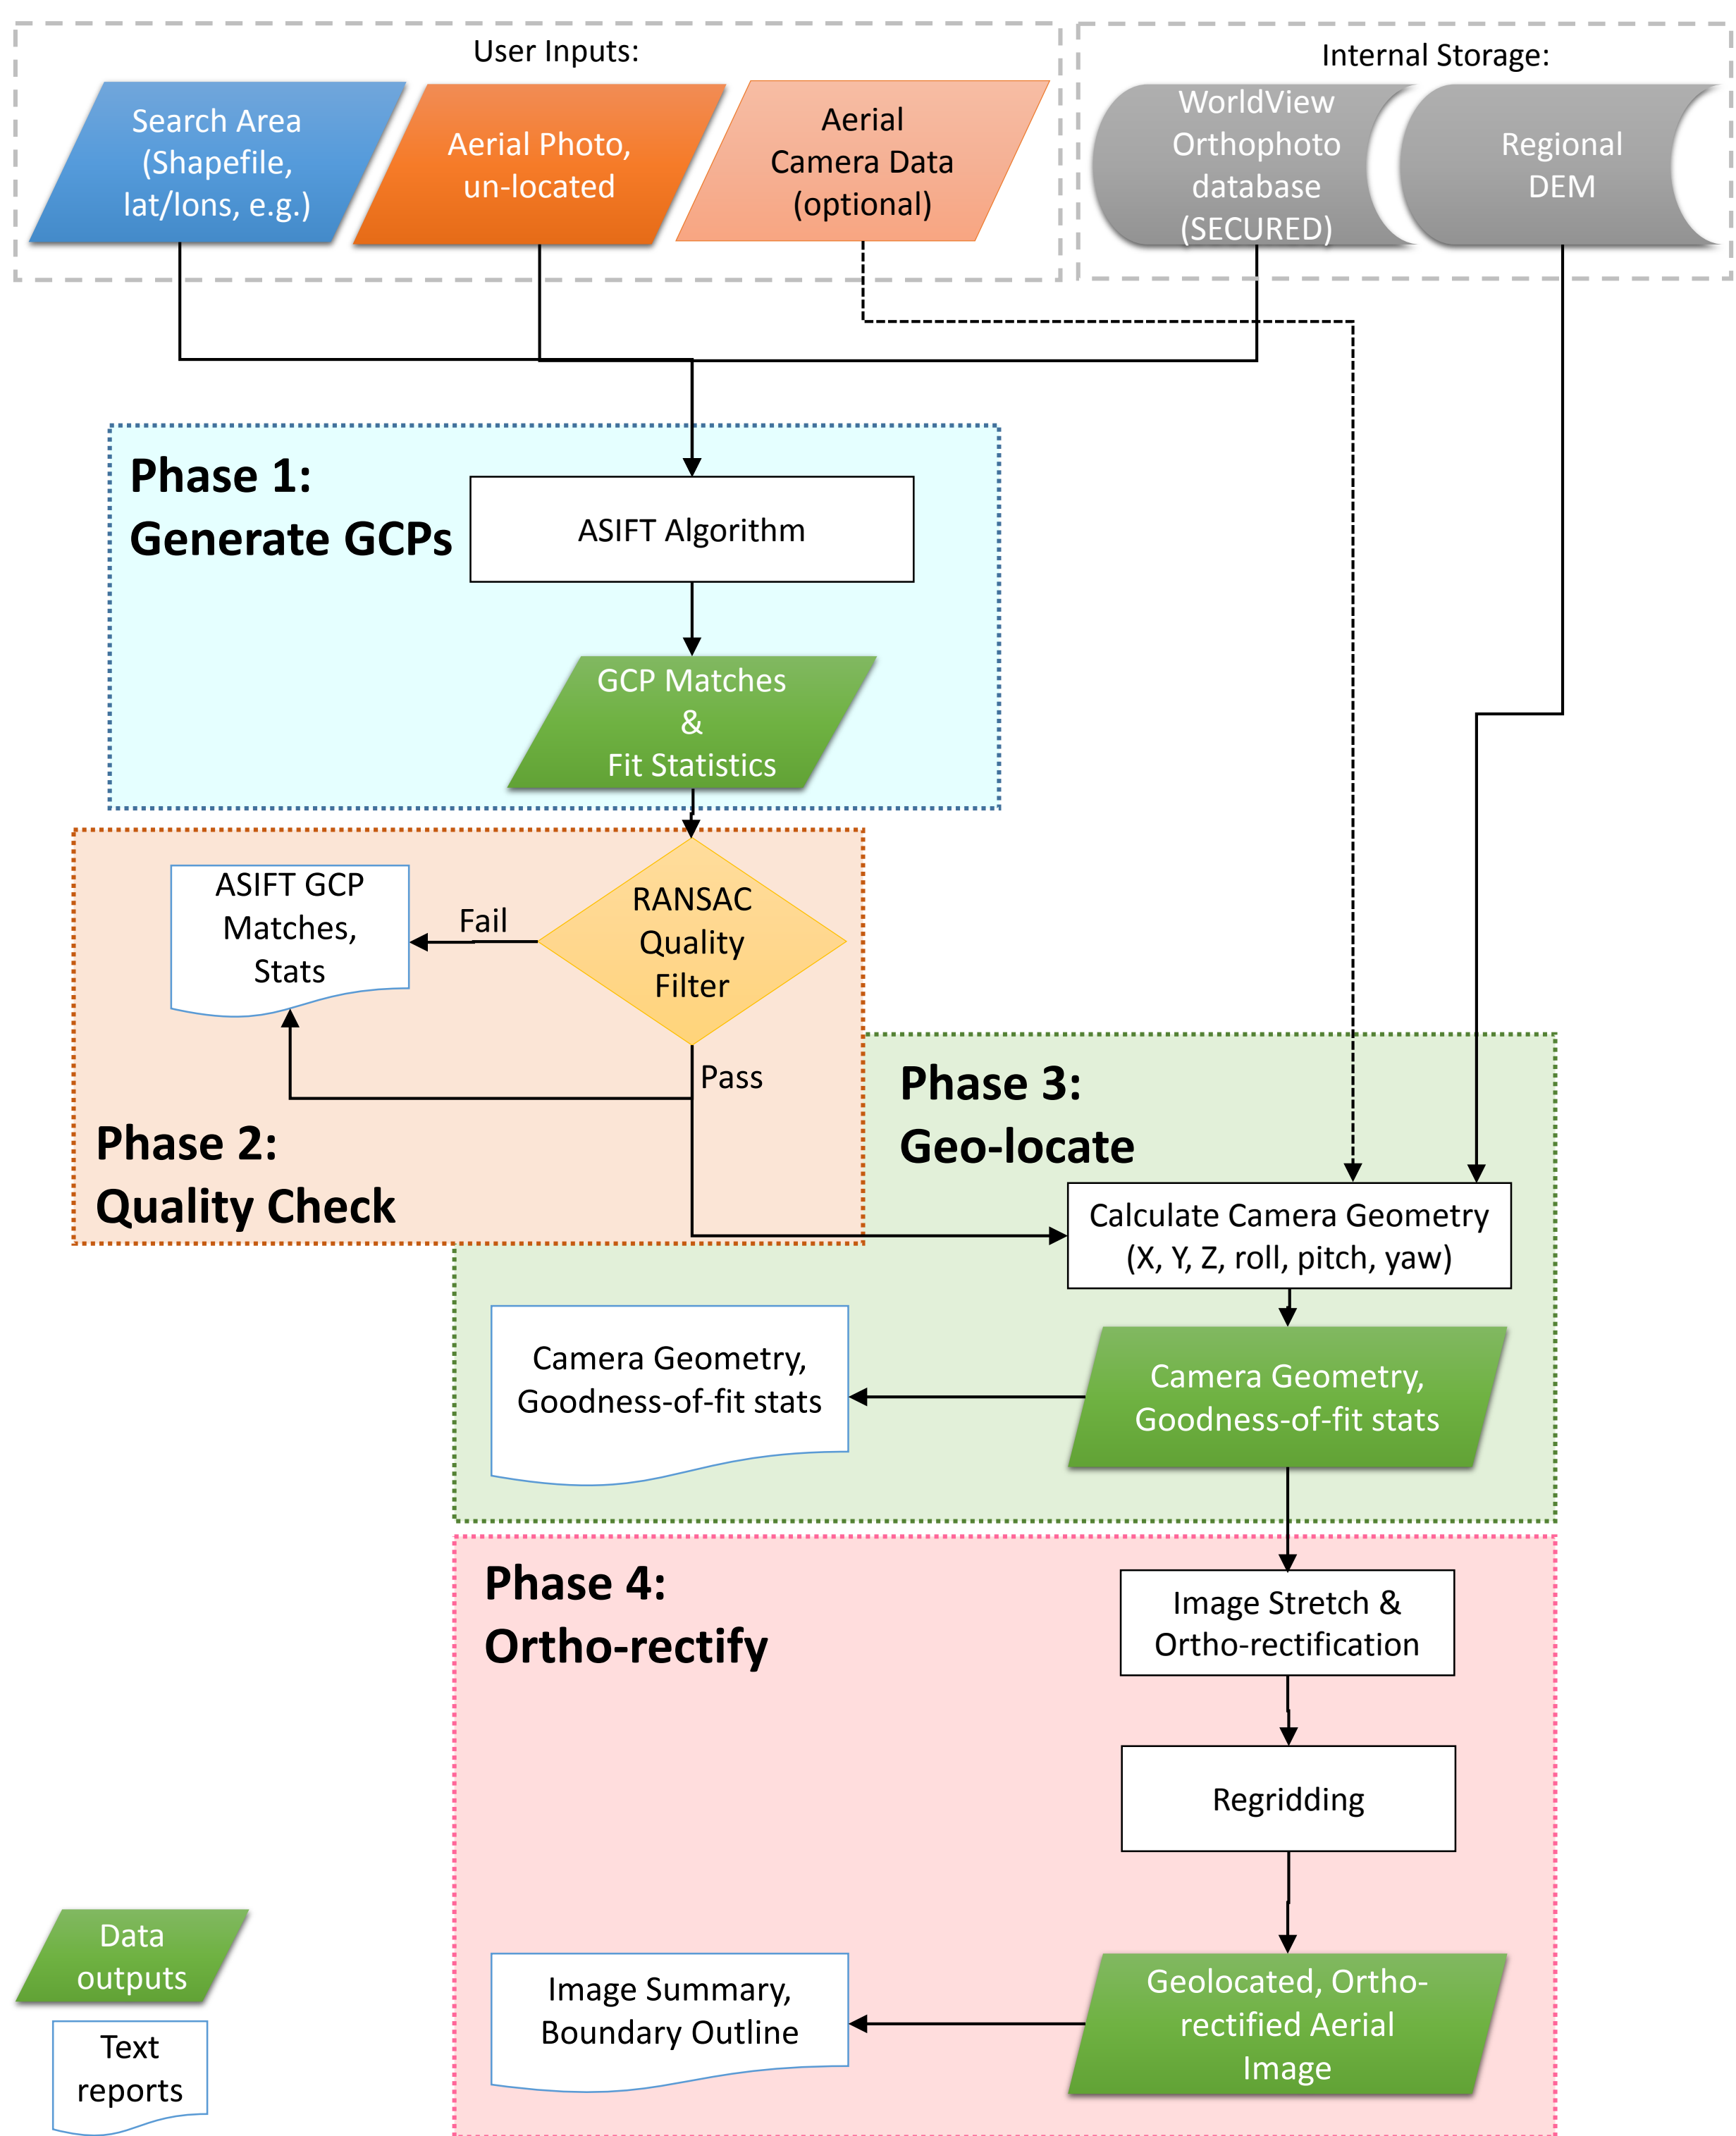 User Inputs:
Internal Storage:
Search Area
(Shapefile,
lat/lons, e.g.)
Aerial Photo,
un-located
Aerial
Camera Data
(optional)
WorldView
Orthophoto
database
(SECURED)
Regional
DEM
Phase 1:
Generate GCPs
ASIFT Algorithm
GCP Matches
&
Fit Statistics
ASIFT GCP
Matches,
Stats
Fail
RANSAC
Quality
Filter
Pass
Phase 2:
Quality Check
Phase 3:
Geo-locate
Calculate Camera Geometry
(X, Y, Z, roll, pitch, yaw)
Camera Geometry,
Goodness-of-fit stats
Camera Geometry,
Goodness-of-fit stats
Phase 4:
Ortho-rectify
Image Stretch &
Ortho-rectification
Regridding
Image Summary,
Boundary Outline
Geolocated, Ortho-
rectified Aerial
Image
Data
outputs
Text
reports